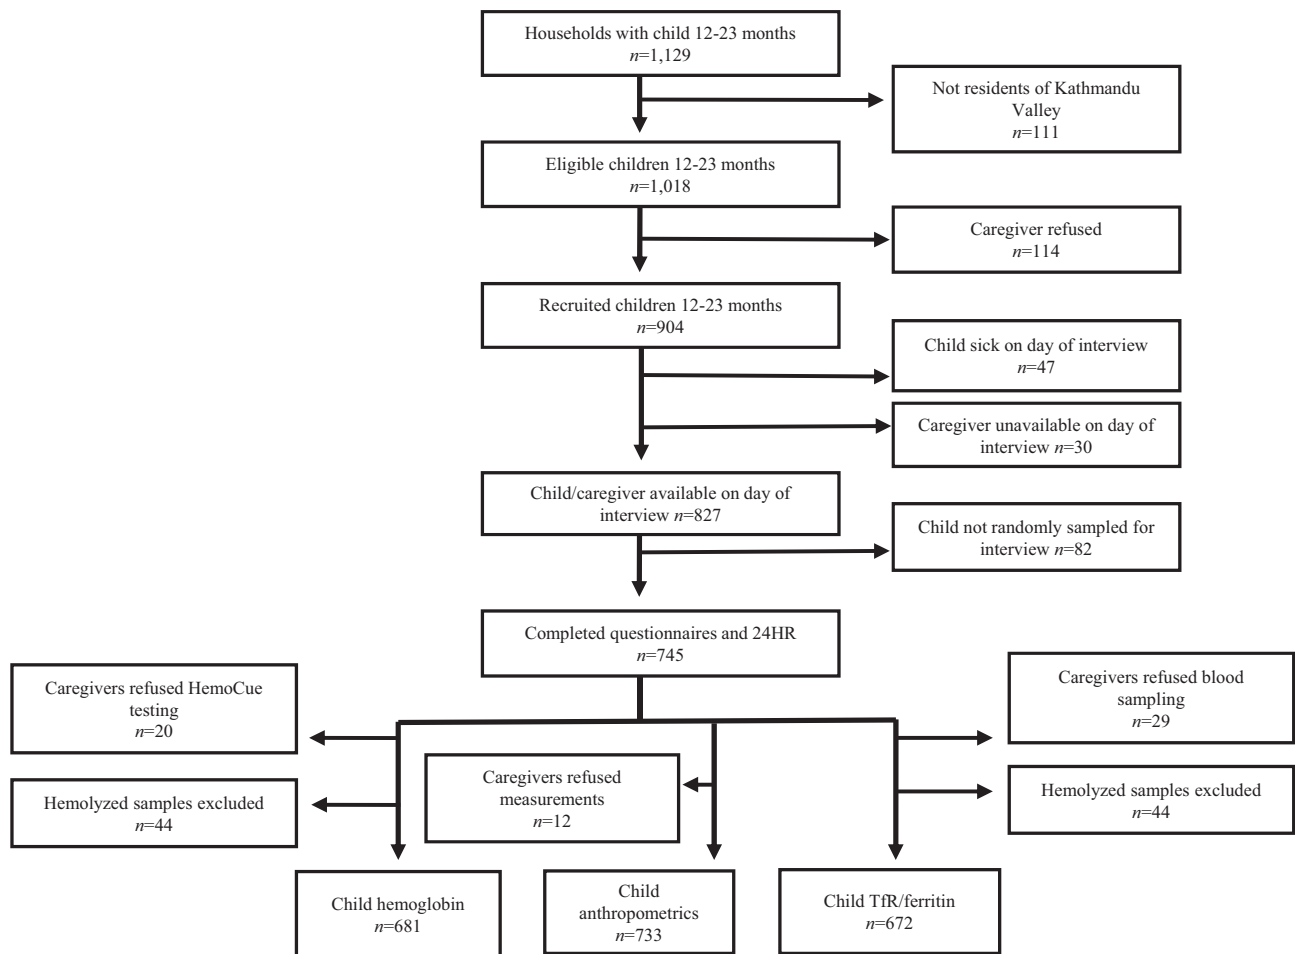 Households with child 12-23 months
n=1,129
Not residents of Kathmandu
Valley
n=111
Eligible children 12-23 months
n=1,018
Caregiver refused
n=114
Recruited children 12-23 months
n=904
Child sick on day of interview
n=47
Caregiver unavailable on day of
interview n=30
Child/caregiver available on day of
interview n=827
Child not randomly sampled for
interview n=82
Completed questionnaires and 24HR
n=745
Caregivers refused HemoCue
testing
n=20
Caregivers refused blood
sampling
n=29
Caregivers refused
measurements
n=12
Hemolyzed samples excluded
n=44
Hemolyzed samples excluded
n=44
Child hemoglobin
n=681
Child
anthropometrics
n=733
Child TfR/ferritin
n=672